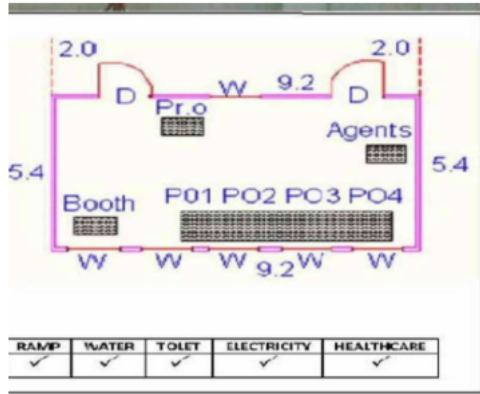 2.0 2.0
W 9.2
D D
Pr.o
Agents
5.4 5.4
Booth P01 PO2 PO3 PO4
W W W 9.2 W W
RAMP WATER TOLET ELECTRICITY HEALTHCARE
✓ ✓ ✓ ✓ ✓